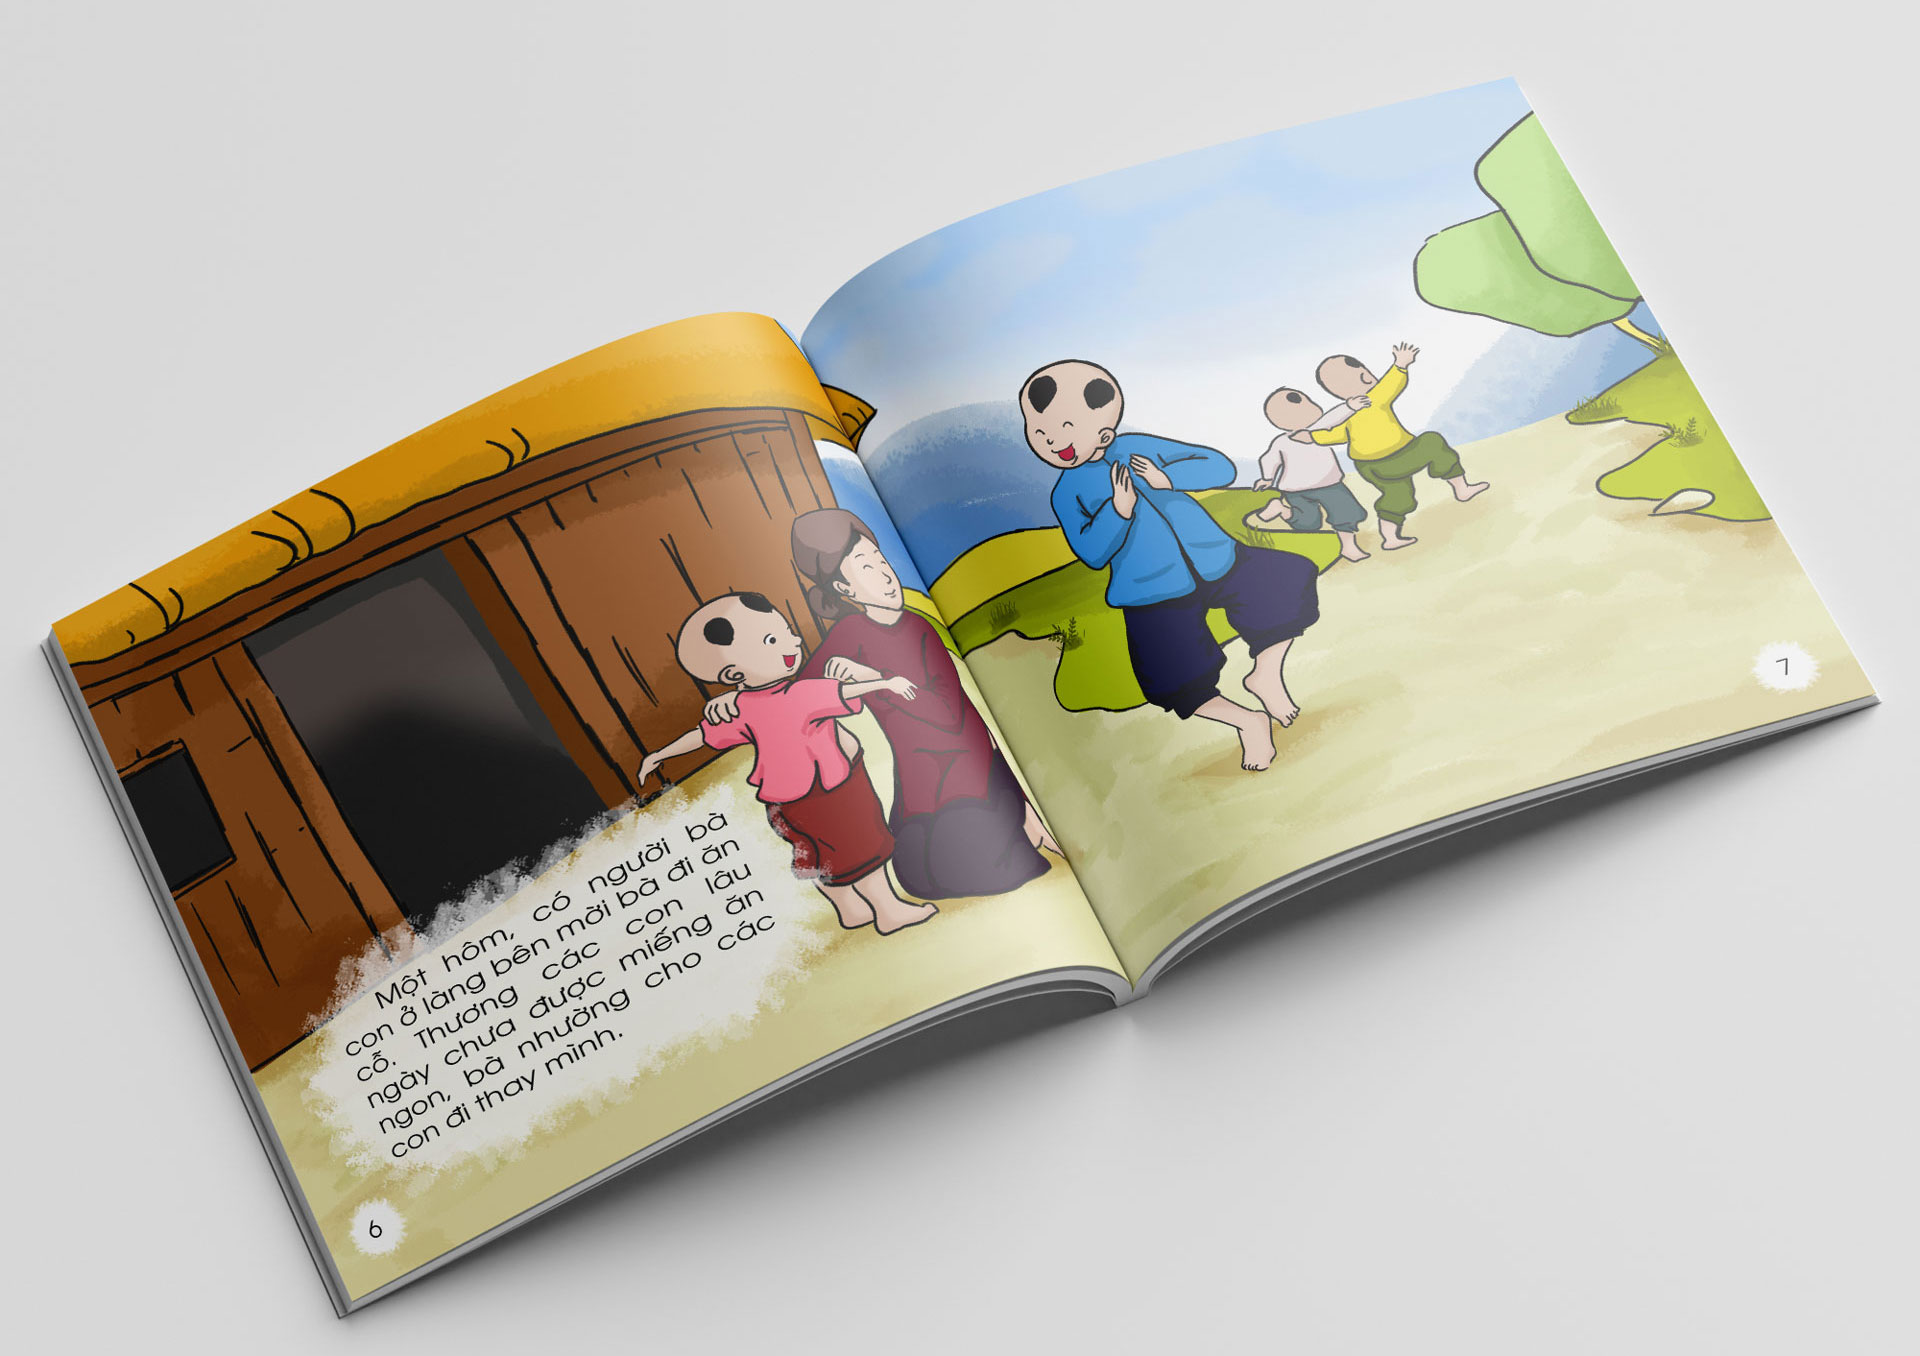 Một hôm, có người bà
con ở làng bên mời bà đi ăn
cỗ. Thương các con lâu
ngày chưa được miếng ăn
ngon, bà nhường cho các
con đi thay mình.
6
7